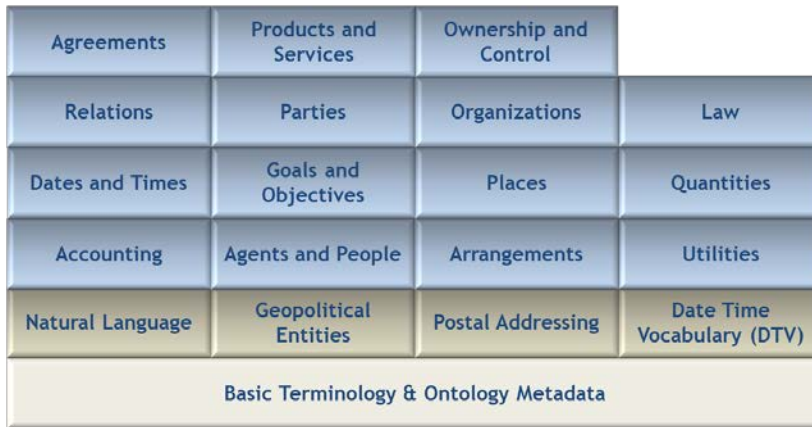 Agreements
Products and
Services
Ownership and
Control
Relations
Parties
Organizations
Law
Dates and Times
Goals and
Objectives
Places
Quantities
Accounting
Agents and People
Arrangements
Utilities
Natural Language
Geopolitical
Entities
Postal Addressing
Date Time
Vocabulary (DTV)
Basic Terminology & Ontology Metadata